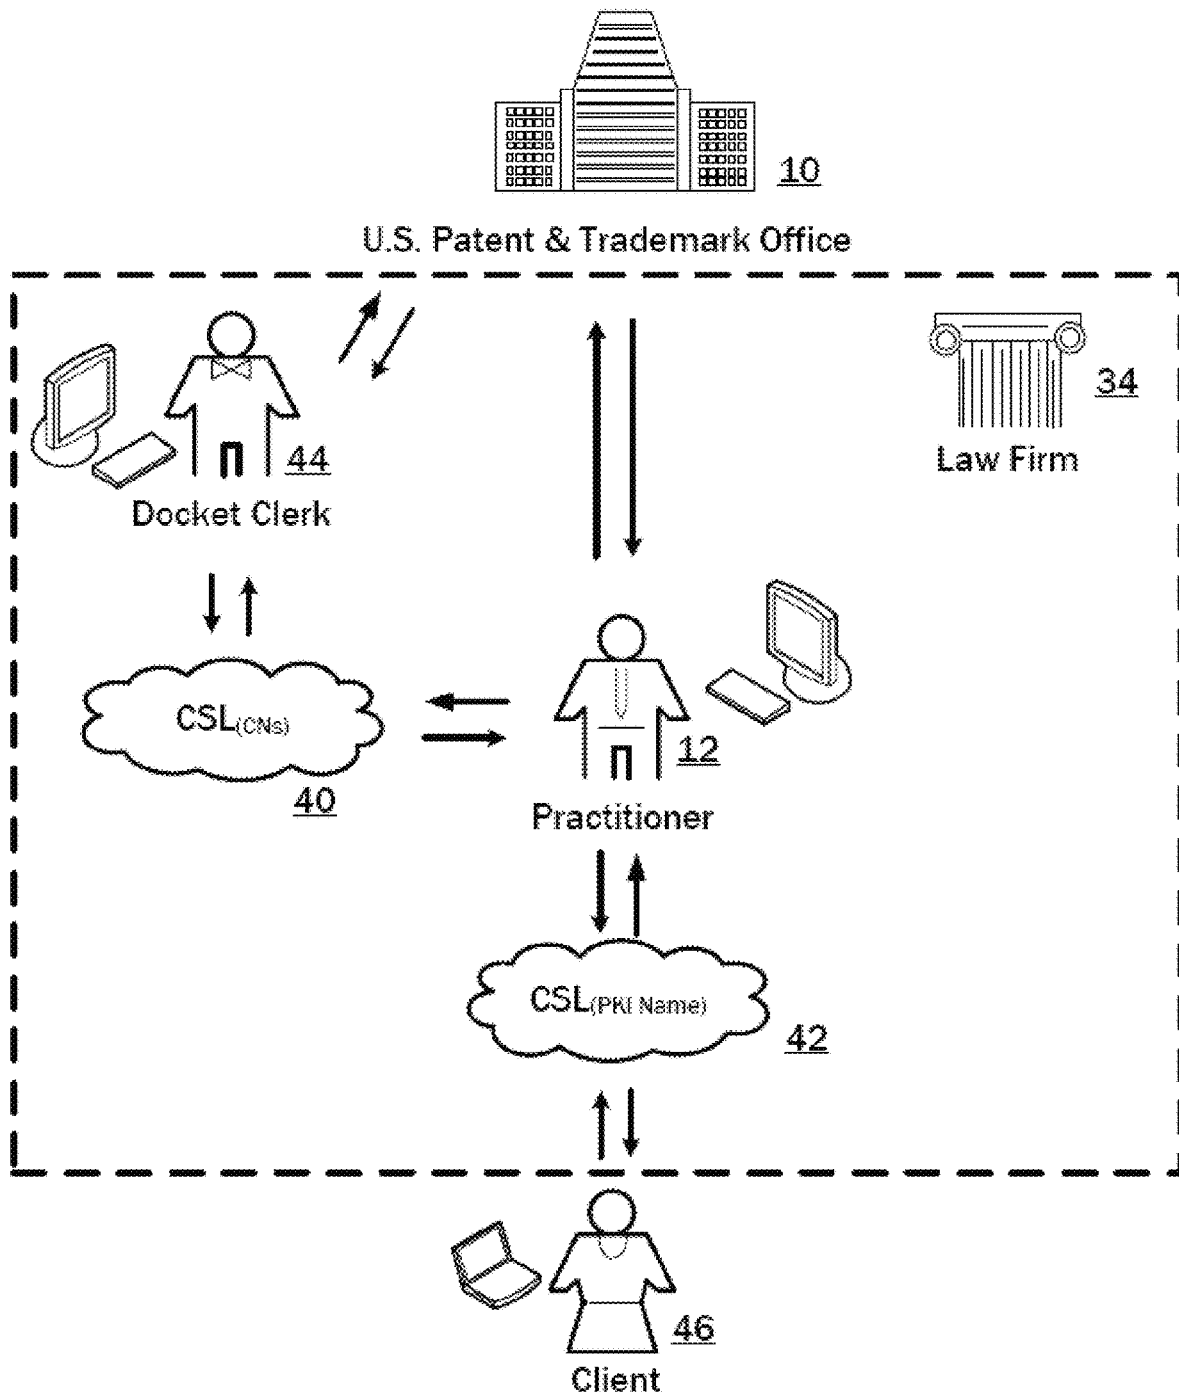 10
U.S. Patent & Trademark Office
34
Law Firm
44
Docket Clerk
CSL(CNs)
40
12
Practitioner
CSL(PKI Name)
42
46
Client